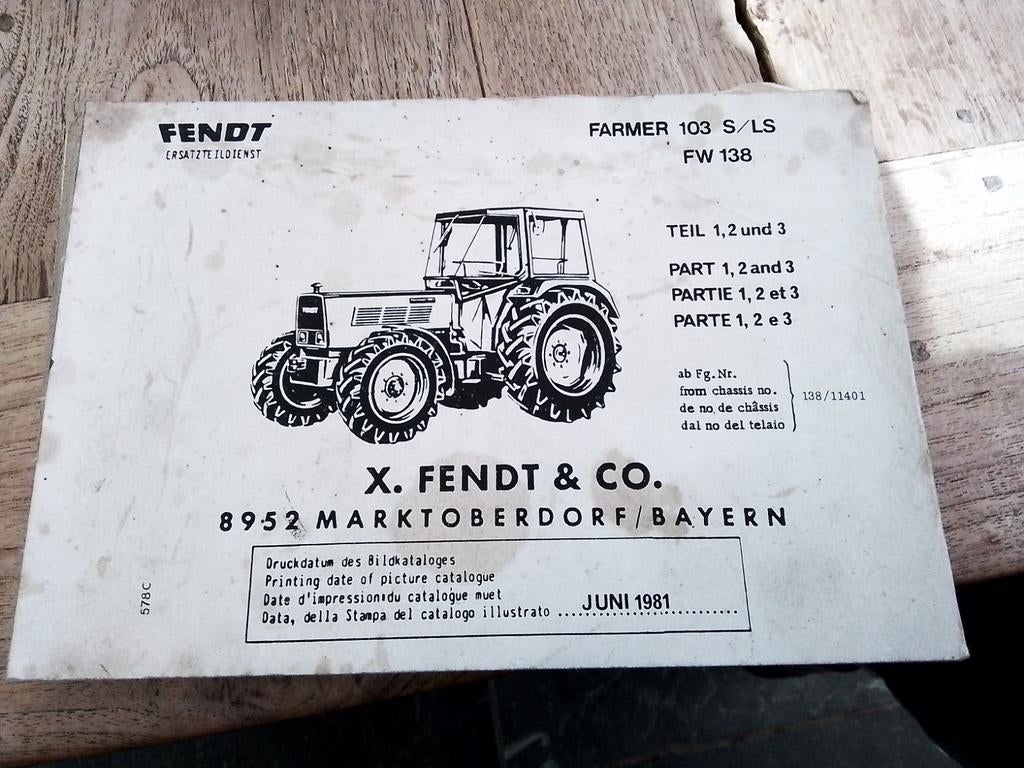 FENDT
ERSATZTEILDIENST
FARMER 103 S/LS
FW 138
TEIL 1, 2 und 3
PART 1, 2 and 3
PARTIE 1, 2 et 3
PARTE 1, 2 e 3
ab Fg. Nr.
from chassis no.
de no. de châssis
dal no del telaio
138/11401
X. FENDT & CO.
8952 MARKTOBERDORF/BAYERN
Druckdatum des Bildkataloges
Printing date of picture catalogue
Date d'impression du catalogue muet
Data, della Stampa del catalogo illustrato
JUNI 1981
578 C